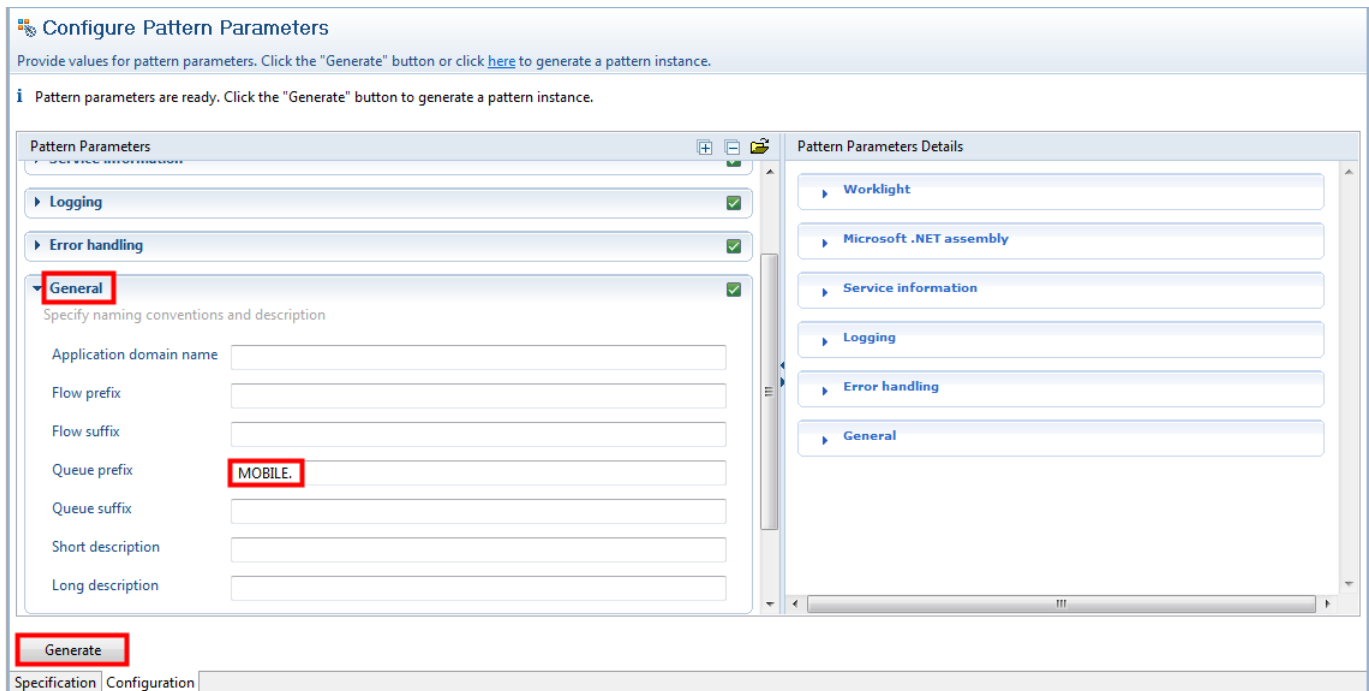 Configure Pattern Parameters
Provide values for pattern parameters. Click the "Generate" button or click here to generate a pattern instance.
i Pattern parameters are ready. Click the "Generate" button to generate a pattern instance.
Pattern Parameters
Service information
Logging
Error handling
General
Specify naming conventions and description
Application domain name
Flow prefix
Flow suffix
Queue prefix MOBILE.
Queue suffix
Short description
Long description
Pattern Parameters Details
Worklight
Microsoft .NET assembly
Service information
Logging
Error handling
General
Generate
Specification Configuration